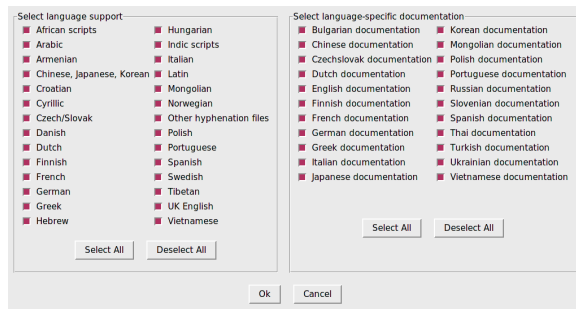 Select language support
African scripts
Arabic
Armenian
Chinese, Japanese, Korean
Croatian
Cyrillic
Czech/Slovak
Danish
Dutch
Finnish
French
German
Greek
Hebrew
Hungarian
Indic scripts
Italian
Latin
Mongolian
Norwegian
Other hyphenation files
Polish
Portuguese
Spanish
Swedish
Tibetan
UK English
Vietnamese
Select All
Deselect All
Select language-specific documentation
Bulgarian documentation
Chinese documentation
Czechslovak documentation
Dutch documentation
English documentation
Finnish documentation
French documentation
German documentation
Greek documentation
Italian documentation
Japanese documentation
Korean documentation
Mongolian documentation
Polish documentation
Portuguese documentation
Russian documentation
Slovenian documentation
Spanish documentation
Thai documentation
Turkish documentation
Ukrainian documentation
Vietnamese documentation
Select All
Deselect All
Ok
Cancel